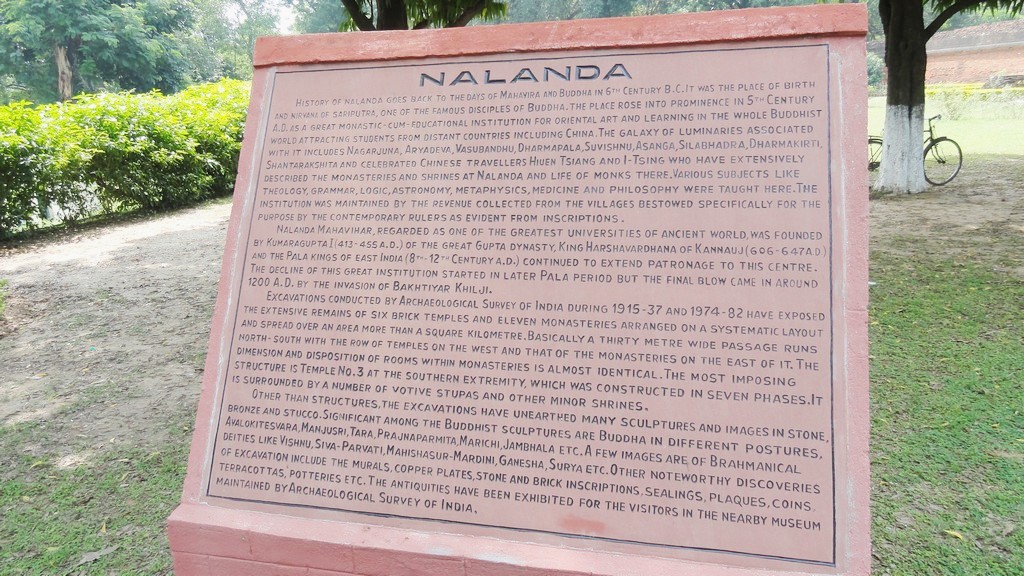 NALANDA
HISTORY OF NALANDA GOES BACK TO THE DAYS OF MAHAVIRA AND BUDDHA IN 6TH CENTURY B.C. IT WAS THE PLACE OF BIRTH
AND NIRVANA OF SARIPUTRA, ONE OF THE FAMOUS DISCIPLES OF BUDDHA. THE PLACE ROSE INTO PROMINENCE IN 5TH CENTURY
A.D. AS A GREAT MONASTIC-CUM-EDUCATIONAL INSTITUTION FOR ORIENTAL ART AND LEARNING IN THE WHOLE BUDDHIST
WORLD ATTRACTING STUDENTS FROM DISTANT COUNTRIES INCLUDING CHINA. THE GALAXY OF LUMINARIES ASSOCIATED
WITH IT INCLUDES NAGARJUNA, ARYADEVA, VASUBANDHU, DHARMAPALA, SUVISHNU, ASANGA, SILABHADRA, DHARMAKIRTI,
SHANTARAKSHITA AND CELEBRATED CHINESE TRAVELLERS HIUEN TSIANG AND I-TSING WHO HAVE EXTENSIVELY
DESCRIBED THE MONASTERIES AND SHRINES AT NALANDA AND LIFE OF MONKS THERE. VARIOUS SUBJECTS LIKE
THEOLOGY, GRAMMAR, LOGIC, ASTRONOMY, METAPHYSICS, MEDICINE AND PHILOSOPHY WERE TAUGHT HERE. THE
INSTITUTION WAS MAINTAINED BY THE REVENUE COLLECTED FROM THE VILLAGES BESTOWED SPECIFICALLY FOR THE
PURPOSE BY THE CONTEMPORARY RULERS AS EVIDENT FROM INSCRIPTIONS.
NALANDA MAHAVIHAR, REGARDED AS ONE OF THE GREATEST UNIVERSITIES OF ANCIENT WORLD, WAS FOUNDED
BY KUMARAGUPTA I (413-455 A.D.) OF THE GREAT GUPTA DYNASTY, KING HARSHAVARDHANA OF KANNAUJ (606-647 A.D)
AND THE PALA KINGS OF EAST INDIA (8TH-12TH CENTURY A.D.) CONTINUED TO EXTEND PATRONAGE TO THIS CENTRE.
THE DECLINE OF THIS GREAT INSTITUTION STARTED IN LATER PALA PERIOD BUT THE FINAL BLOW CAME IN AROUND
1200 A.D. BY THE INVASION OF BAKHTIYAR KHILJI.
EXCAVATIONS CONDUCTED BY ARCHAEOLOGICAL SURVEY OF INDIA DURING 1915-37 AND 1974-82 HAVE EXPOSED
THE EXTENSIVE REMAINS OF SIX BRICK TEMPLES AND ELEVEN MONASTERIES ARRANGED ON A SYSTEMATIC LAYOUT
AND SPREAD OVER AN AREA MORE THAN A SQUARE KILOMETRE. BASICALLY A THIRTY METRE WIDE PASSAGE RUNS
NORTH-SOUTH WITH THE ROW OF TEMPLES ON THE WEST AND THAT OF THE MONASTERIES ON THE EAST OF IT. THE
DIMENSION AND DISPOSITION OF ROOMS WITHIN MONASTERIES IS ALMOST IDENTICAL. THE MOST IMPOSING
STRUCTURE IS TEMPLE NO. 3 AT THE SOUTHERN EXTREMITY, WHICH WAS CONSTRUCTED IN SEVEN PHASES. IT
IS SURROUNDED BY A NUMBER OF VOTIVE STUPAS AND OTHER MINOR SHRINES.
OTHER THAN STRUCTURES, THE EXCAVATIONS HAVE UNEARTHED MANY SCULPTURES AND IMAGES IN STONE,
BRONZE AND STUCCO. SIGNIFICANT AMONG THE BUDDHIST SCULPTURES ARE BUDDHA IN DIFFERENT POSTURES,
AVALOKITESVARA, MANJUSRI, TARA, PRAJNAPARMITA, MARICHI, JAMBHALA ETC. A FEW IMAGES ARE OF BRAHMANICAL
DEITIES LIKE VISHNU, SIVA-PARVATI, MAHISHASUR-MARDINI, GANESHA, SURYA ETC. OTHER NOTEWORTHY DISCOVERIES
OF EXCAVATION INCLUDE THE MURALS, COPPER PLATES, STONE AND BRICK INSCRIPTIONS, SEALINGS, PLAQUES, COINS.
TERRACOTTAS, POTTERIES ETC. THE ANTIQUITIES HAVE BEEN EXHIBITED FOR THE VISITORS IN THE NEARBY MUSEUM
MAINTAINED BY ARCHAEOLOGICAL SURVEY OF INDIA.